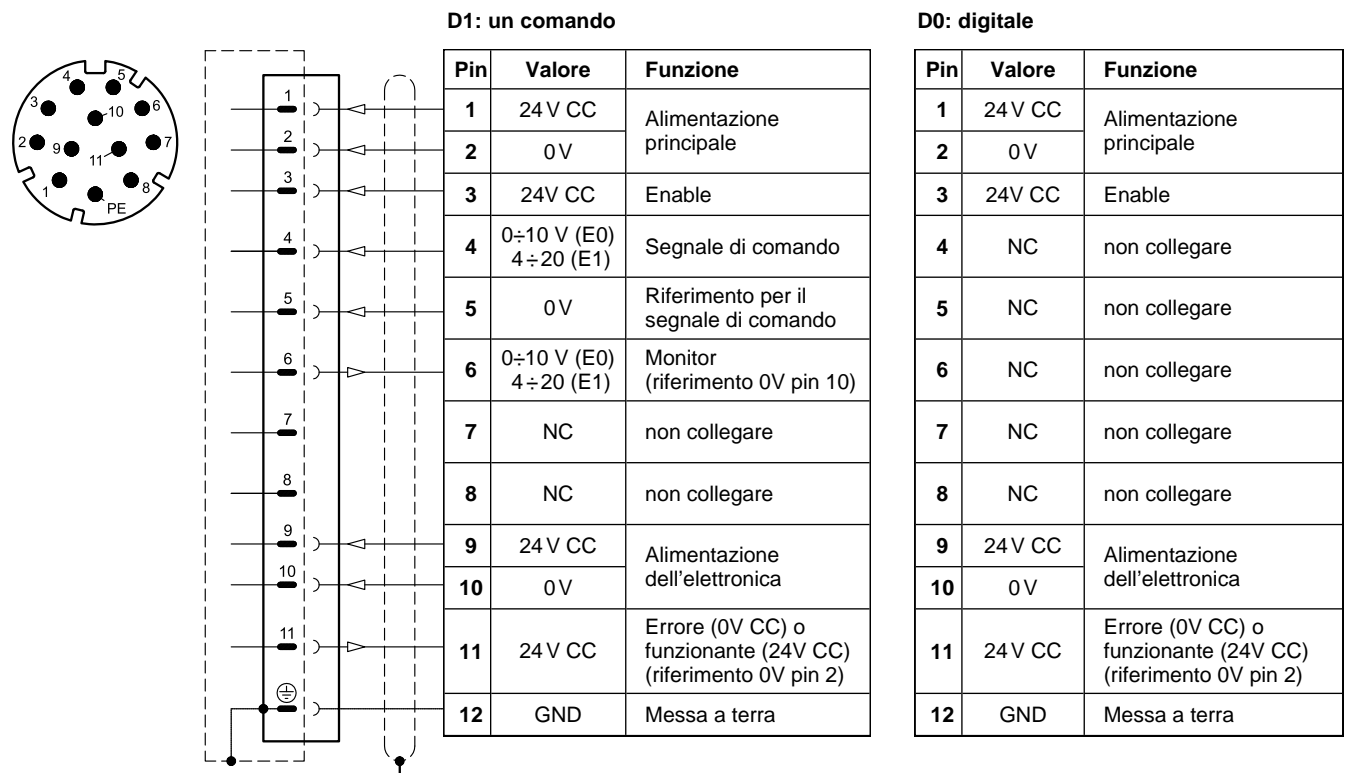 D1: un comando
D0: digitale
4 5
3 10 6
2 9 11 7
1 8
PE
1
2
3
4
5
6
7
8
9
10
11
Pin Valore Funzione
1 24 V CC Alimentazione
principale
2 0 V
3 24V CC Enable
4 0÷10 V (E0)
4÷20 (E1) Segnale di comando
5 0 V Riferimento per il
segnale di comando
6 0÷10 V (E0)
4÷20 (E1) Monitor
(riferimento 0V pin 10)
7 NC non collegare
8 NC non collegare
9 24 V CC Alimentazione
dell'elettronica
10 0 V
11 24 V CC Errore (0V CC) o
funzionante (24V CC)
(riferimento 0V pin 2)
12 GND Messa a terra
Pin Valore Funzione
1 24 V CC Alimentazione
principale
2 0 V
3 24V CC Enable
4 NC non collegare
5 NC non collegare
6 NC non collegare
7 NC non collegare
8 NC non collegare
9 24 V CC Alimentazione
dell'elettronica
10 0 V
11 24 V CC Errore (0V CC) o
funzionante (24V CC)
(riferimento 0V pin 2)
12 GND Messa a terra